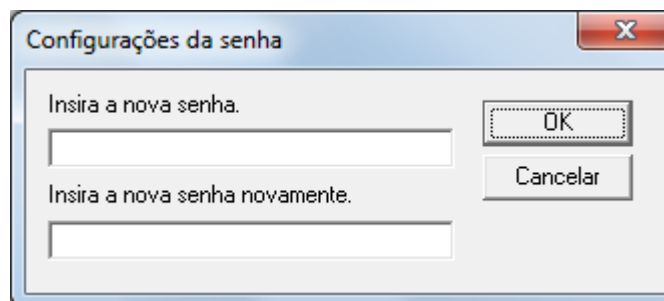 Configurações da senha
Insira a nova senha.
OK
Cancelar
Insira a nova senha novamente.